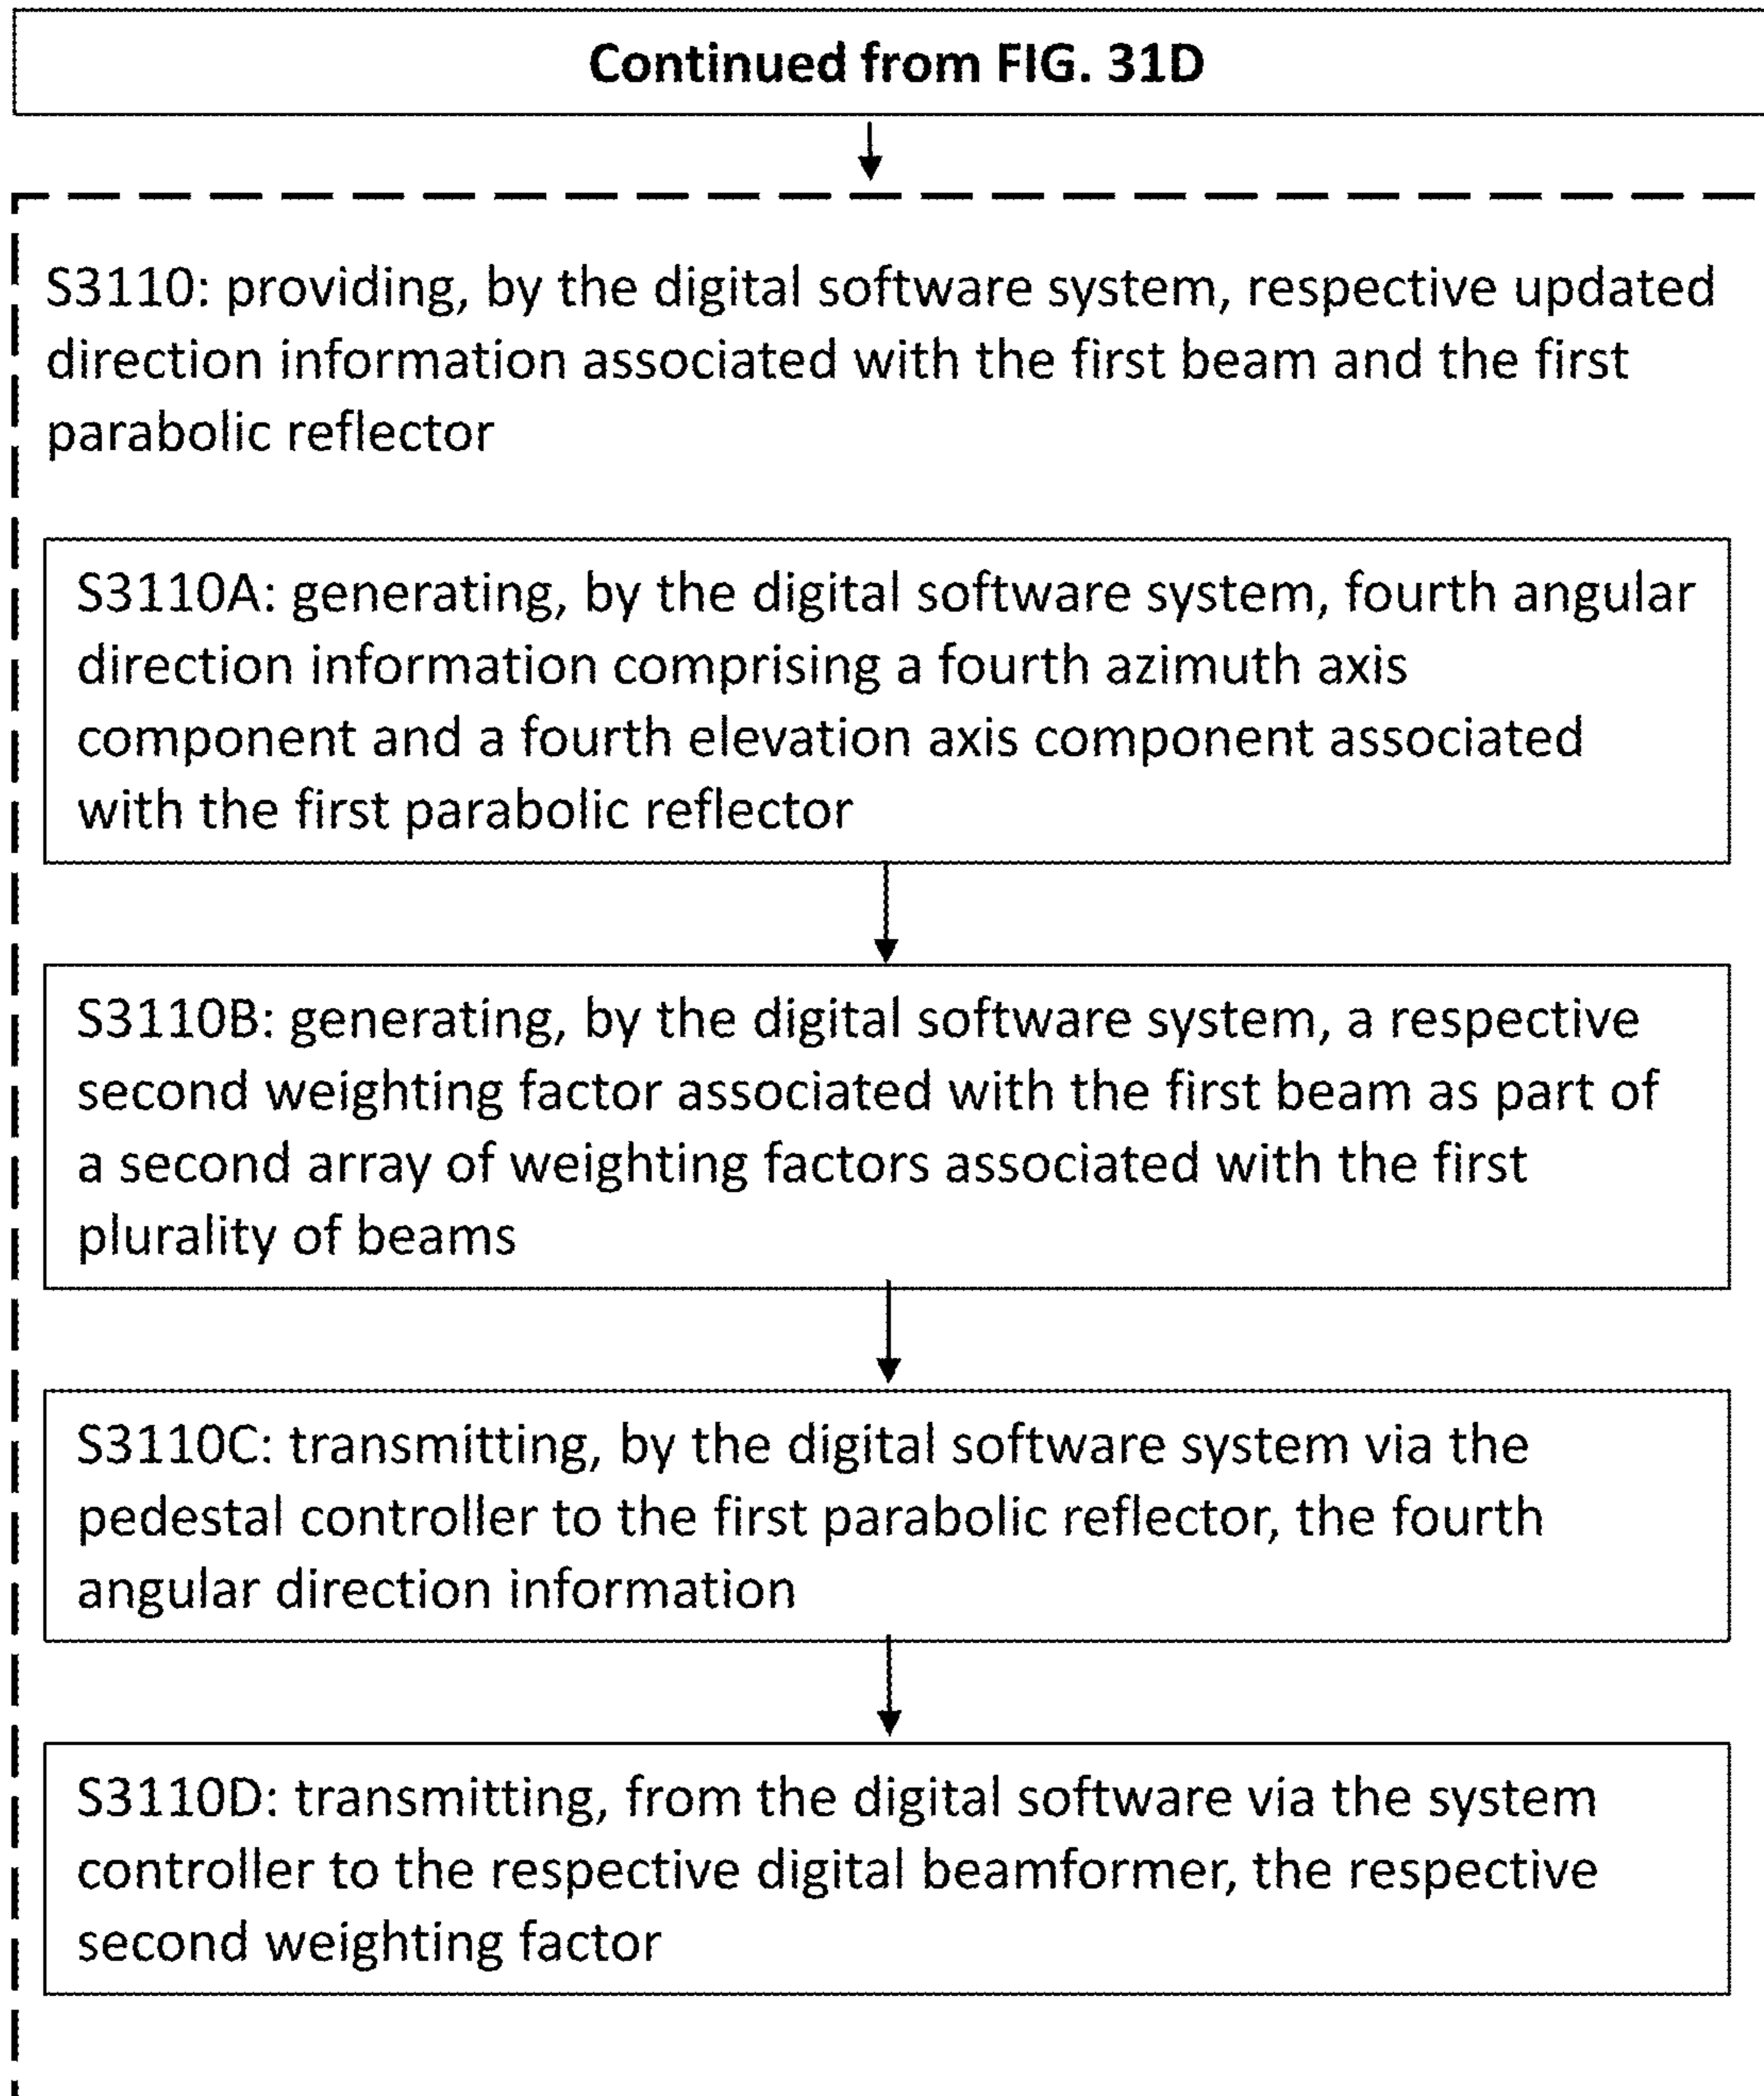 Continued from FIG. 31D
S3110: providing, by the digital software system, respective updated
direction information associated with the first beam and the first
parabolic reflector
S3110A: generating, by the digital software system, fourth angular
direction information comprising a fourth azimuth axis
component and a fourth elevation axis component associated
with the first parabolic reflector
S3110B: generating, by the digital software system, a respective
second weighting factor associated with the first beam as part of
a second array of weighting factors associated with the first
plurality of beams
S3110C: transmitting, by the digital software system via the
pedestal controller to the first parabolic reflector, the fourth
angular direction information
S3110D: transmitting, from the digital software via the system
controller to the respective digital beamformer, the respective
second weighting factor